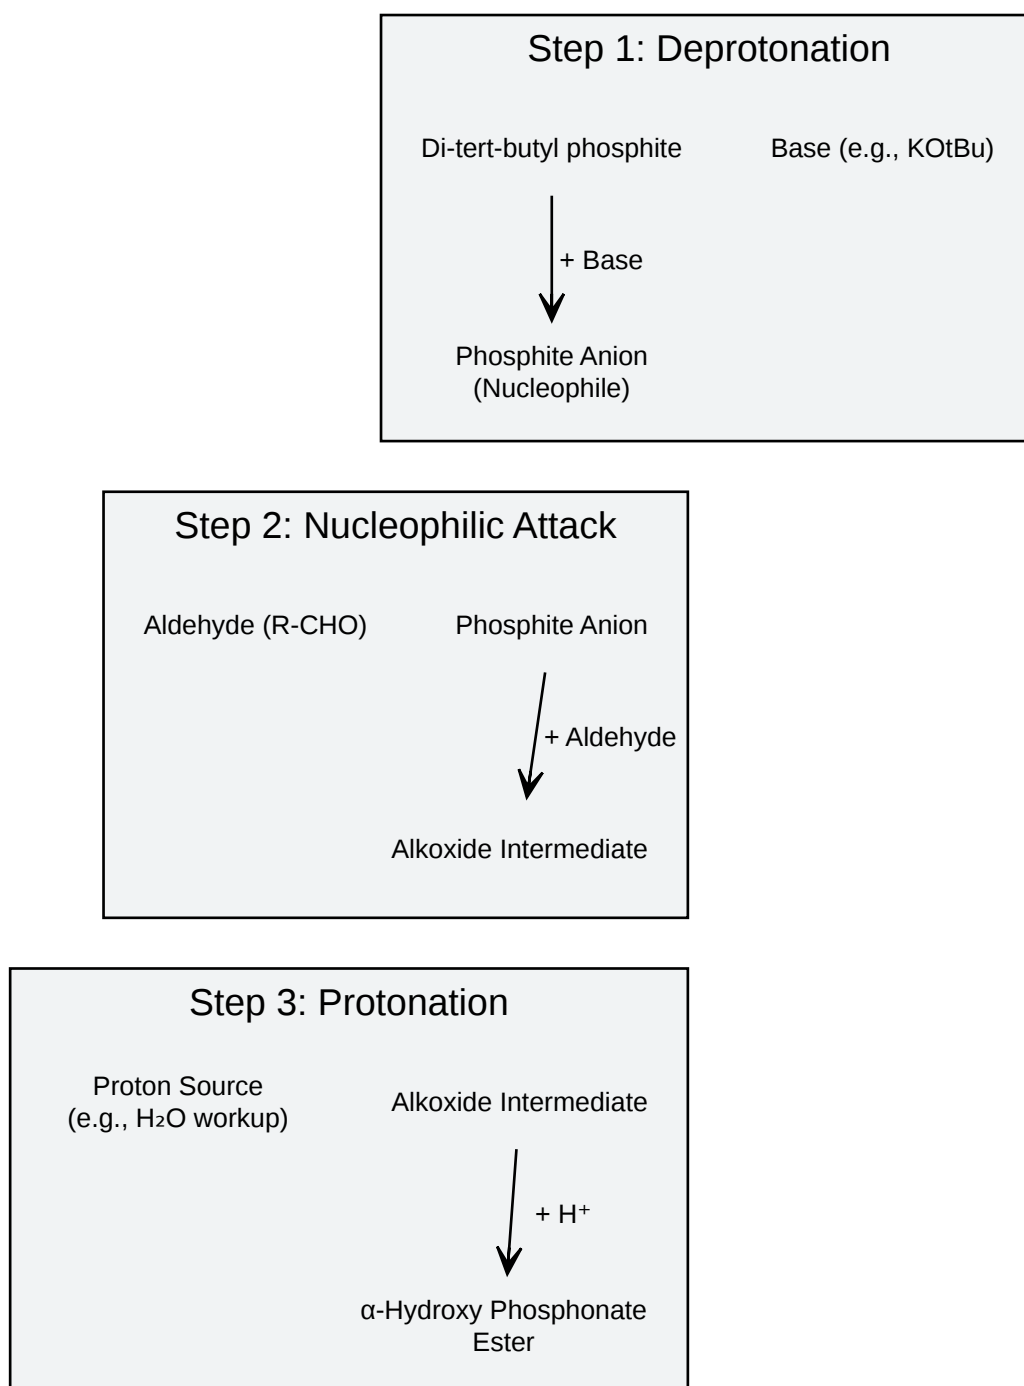 Step 1: Deprotonation
Di-tert-butyl phosphite
Base (e.g., KOtBu)
+ Base
Phosphite Anion
(Nucleophile)
Step 2: Nucleophilic Attack
Aldehyde (R-CHO)
Phosphite Anion
+ Aldehyde
Alkoxide Intermediate
Step 3: Protonation
Proton Source
(e.g., H₂O workup)
Alkoxide Intermediate
+ H⁺
α-Hydroxy Phosphonate
Ester